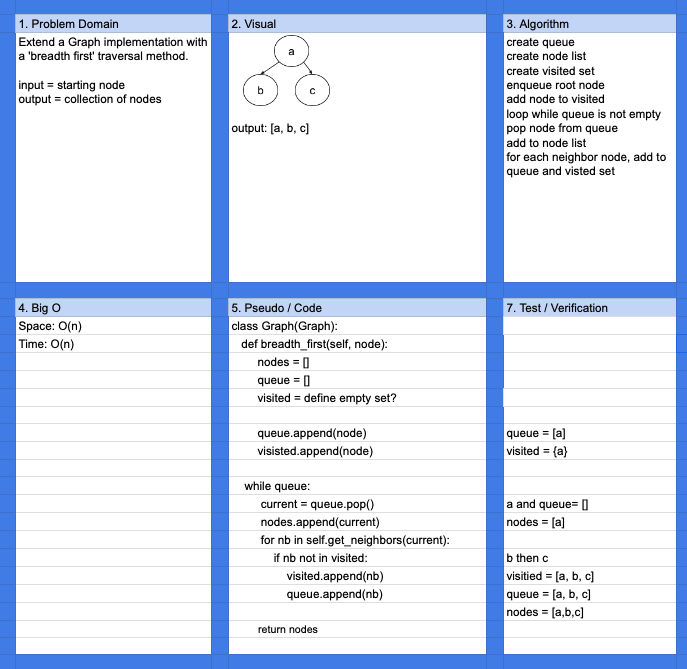 1. Problem Domain
Extend a Graph implementation with
a 'breadth first' traversal method.
input = starting node
output = collection of nodes
2. Visual
a
b
c
output: [a, b, c]
3. Algorithm
create queue
create node list
create visited set
enqueue root node
add node to visited
loop while queue is not empty
pop node from queue
add to node list
for each neighbor node, add to
queue and visted set
4. Big O
Space: O(n)
Time: O(n)
5. Pseudo / Code
class Graph(Graph):
def breadth_first(self, node):
nodes = []
queue = []
visited = define empty set?
queue.append(node)
visisted.append(node)
while queue:
current = queue.pop()
nodes.append(current)
for nb in self.get_neighbors(current):
if nb not in visited:
visited.append(nb)
queue.append(nb)
return nodes
7. Test / Verification
queue = [a]
visited = {a}
a and queue= []
nodes = [a]
b then c
visitied = [a, b, c]
queue = [a, b, c]
nodes = [a,b,c]